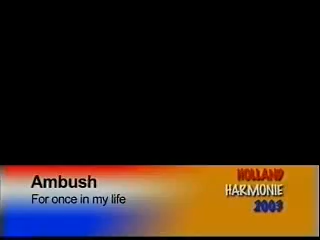 Ambush
For once in my life
HOLLAND
HARMONIE
2003